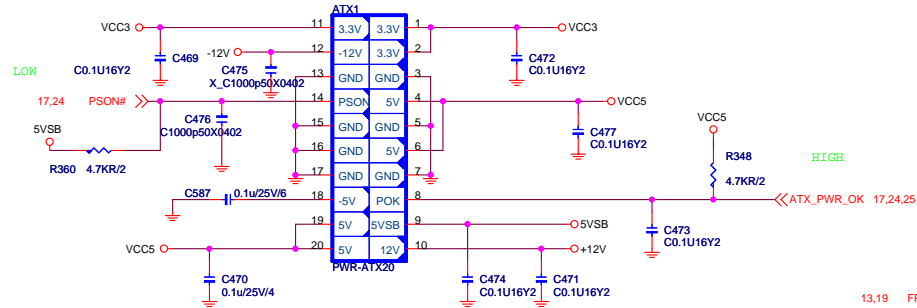 ATX1
VCC3
11
3.3V
3.3V
1
VCC3
-12V
12
-12V
3.3V
2
C469
C0.1U16Y2
C475
X_C1000p50X0402
C472
C0.1U16Y2
LOW
13
GND
GND
3
17,24
PSON#
14
PSON
5V
4
VCC5
C476
C1000p50X0402
15
GND
GND
5
C477
C0.1U16Y2
5VSB
R360
4.7KR/2
16
GND
5V
6
17
GND
GND
7
VCC5
R348
4.7KR/2
HIGH
C587
0.1u/25V/6
18
-5V
POK
8
ATX_PWR_OK
17,24,25
19
5V
5VSB
9
5VSB
VCC5
20
5V
12V
10
+12V
PWR-ATX20
C473
C0.1U16Y2
C470
0.1u/25V/4
C474
C0.1U16Y2
C471
C0.1U16Y2
13,19